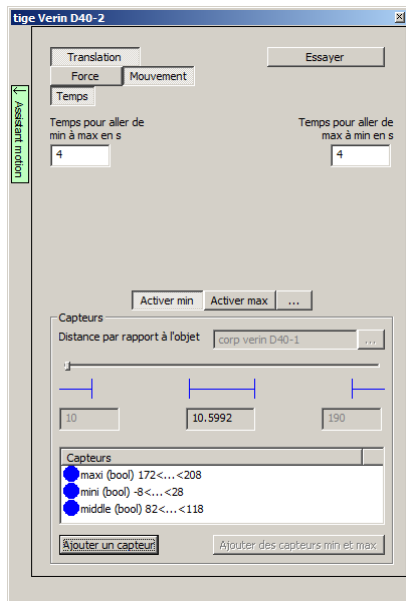 tige Verin D40-2
Translation
Essayer
Force
Mouvement
Temps
Assistant motion
Temps pour aller de
min à max en s
4
Temps pour aller de
max à min en s
4
Activer min
Activer max
...
Capteurs
Distance par rapport à l'objet
corp verin D40-1
...
10
10.5992
190
Capteurs
maxi (bool) 172<...<208
mini (bool) -8<...<28
middle (bool) 82<...<118
Ajouter un capteur
Ajouter des capteurs min et max